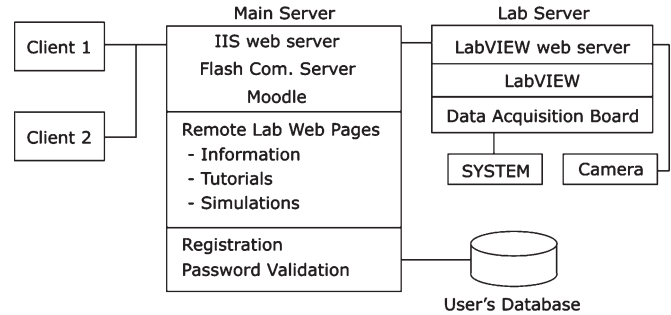 Main Server
Lab Server
Client 1
Client 2
IIS web server
Flash Com. Server
Moodle
Remote Lab Web Pages
- Information
- Tutorials
- Simulations
Registration
Password Validation
LabVIEW web server
LabVIEW
Data Acquisition Board
SYSTEM
Camera
User's Database